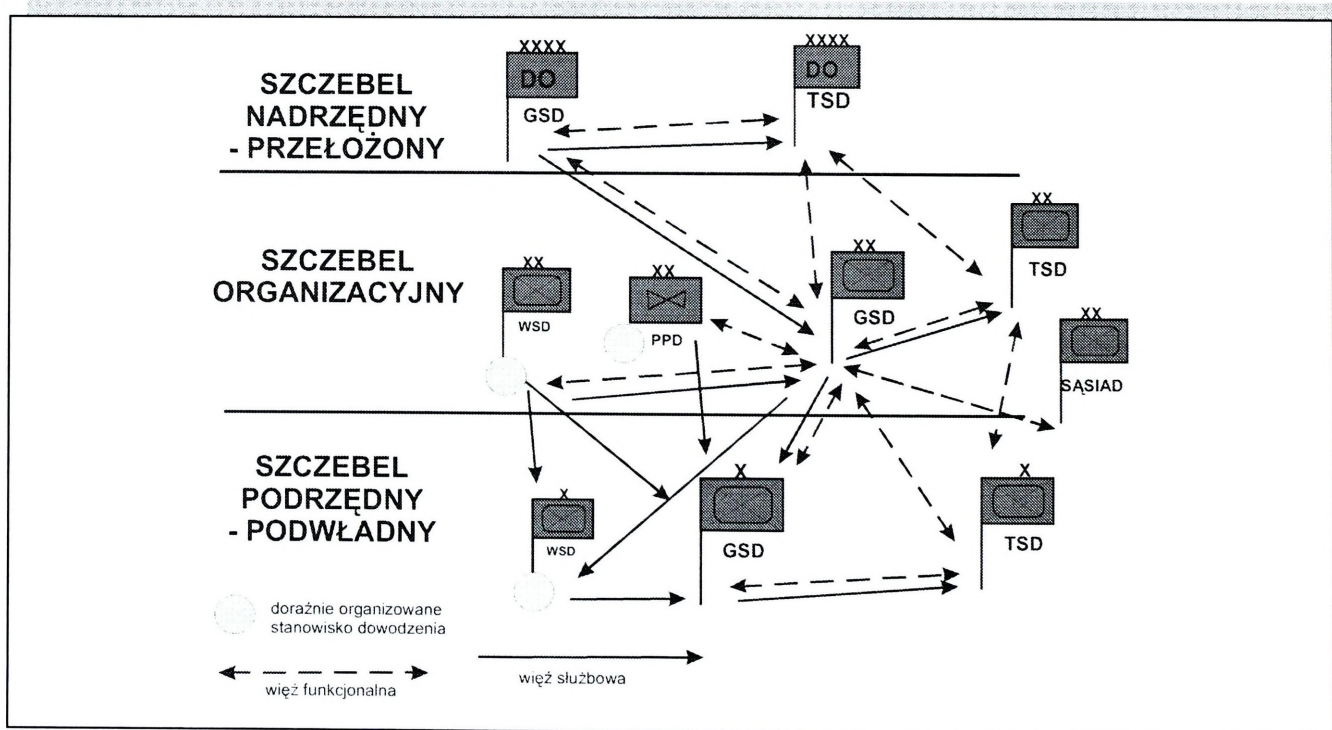 XXXX
DO
GSD
XXXX
DO
TSD
SZCZEBEL
NADRZĘDNY
- PRZEŁOŻONY
SZCZEBEL
ORGANIZACYJNY
XX
WSD
XX
PPD
XX
GSD
XX
TSD
XX
SĄSIAD
SZCZEBEL
PODRZĘDNY
- PODWŁADNY
X
WSD
X
GSD
X
TSD
doraźnie organizowane
stanowisko dowodzenia
więź funkcjonalna
więź służbowa